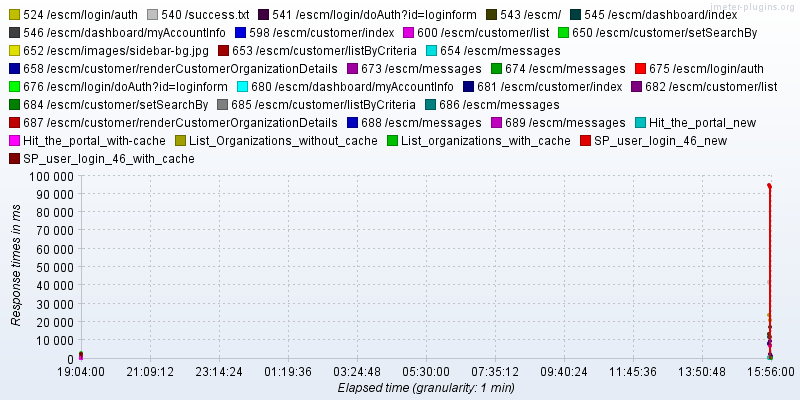 jmeter-plugins.org
524 /escm/login/auth 540 /success.txt 541 /escm/login/doAuth?id=loginform 543 /escm/ 545 /escm/dashboard/index
546 /escm/dashboard/myAccountInfo 598 /escm/customer/index 600 /escm/customer/list 650 /escm/customer/setSearchBy
652 /escm/images/sidebar-bg.jpg 653 /escm/customer/listByCriteria 654 /escm/messages
658 /escm/customer/renderCustomerOrganizationDetails 673 /escm/messages 674 /escm/messages 675 /escm/login/auth
676 /escm/login/doAuth?id=loginform 680 /escm/dashboard/myAccountInfo 681 /escm/customer/index 682 /escm/customer/list
684 /escm/customer/setSearchBy 685 /escm/customer/listByCriteria 686 /escm/messages
687 /escm/customer/renderCustomerOrganizationDetails 688 /escm/messages 689 /escm/messages Hit_the_portal_new
Hit_the_portal_with-cache List_Organizations_without_cache List_organizations_with_cache SP_user_login_46_new
SP_user_login_46_with_cache
100 000
90 000
80 000
70 000
60 000
50 000
40 000
30 000
20 000
10 000
0
Response times in ms
19:04:00 21:09:12 23:14:24 01:19:36 03:24:48 05:30:00 07:35:12 09:40:24 11:45:36 13:50:48 15:56:00
Elapsed time (granularity: 1 min)